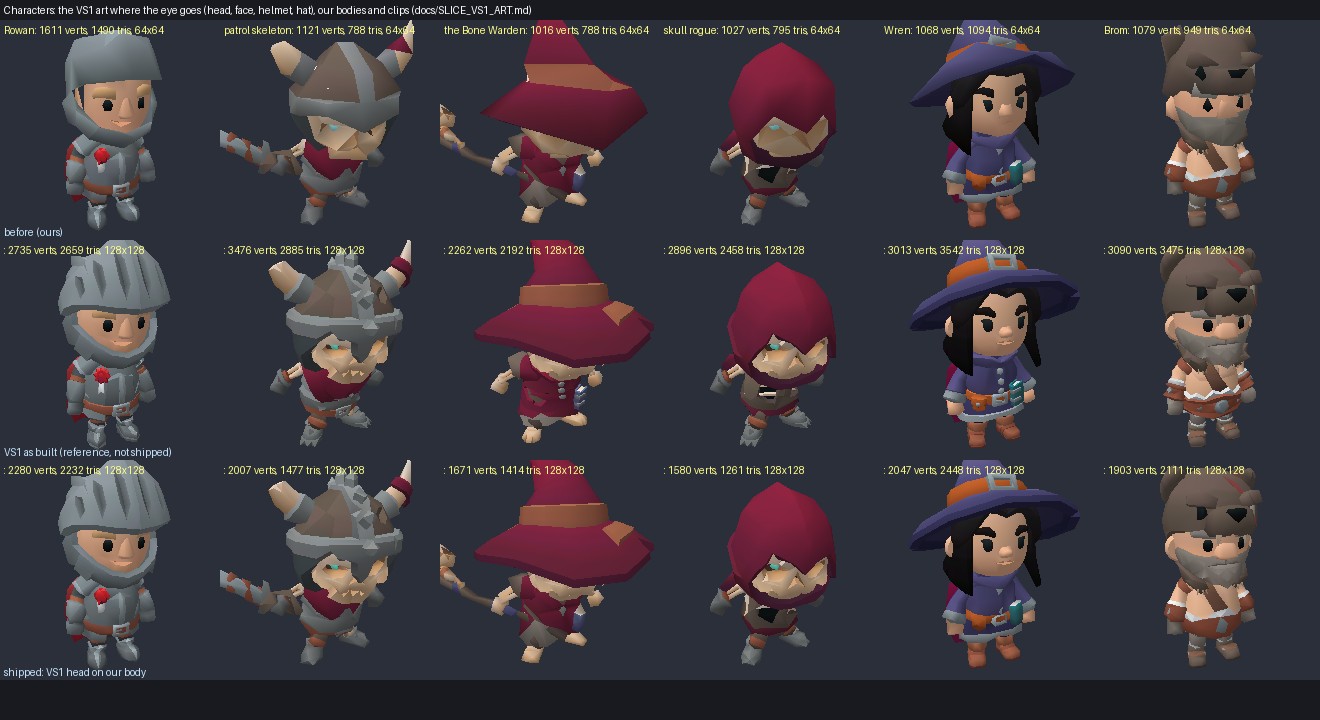 Characters: the VS1 art where the eye goes (head, face, helmet, hat), our bodies and clips (docs/SLICE_VS1_ART.md)
Rowan: 1611 verts, 1490 tris, 64x64
patrol skeleton: 1121 verts, 788 tris, 64x64
the Bone Warden: 1016 verts, 788 tris, 64x64
skull rogue: 1027 verts, 795 tris, 64x64
Wren: 1068 verts, 1094 tris, 64x64
Brom: 1079 verts, 949 tris, 64x64
before (ours)
: 2735 verts, 2659 tris, 128x128
: 3476 verts, 2885 tris, 128x128
: 2262 verts, 2192 tris, 128x128
: 2896 verts, 2458 tris, 128x128
: 3013 verts, 3542 tris, 128x128
: 3090 verts, 3475 tris, 128x128
VS1 as built (reference, not shipped)
: 2280 verts, 2232 tris, 128x128
: 2007 verts, 1477 tris, 128x128
: 1671 verts, 1414 tris, 128x128
: 1580 verts, 1261 tris, 128x128
: 2047 verts, 2448 tris, 128x128
: 1903 verts, 2111 tris, 128x128
shipped: VS1 head on our body